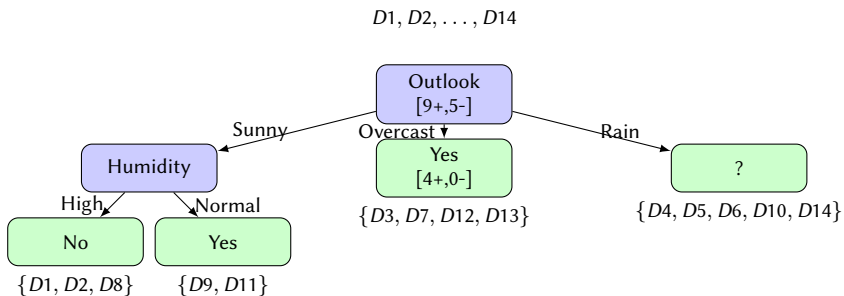 D1, D2, . . . , D14
Outlook
[9+,5-]
Sunny
Overcast
Rain
Humidity
Yes
[4+,0-]
?
{D3, D7, D12, D13}
{D4, D5, D6, D10, D14}
High
Normal
No
Yes
{D1, D2, D8}
{D9, D11}